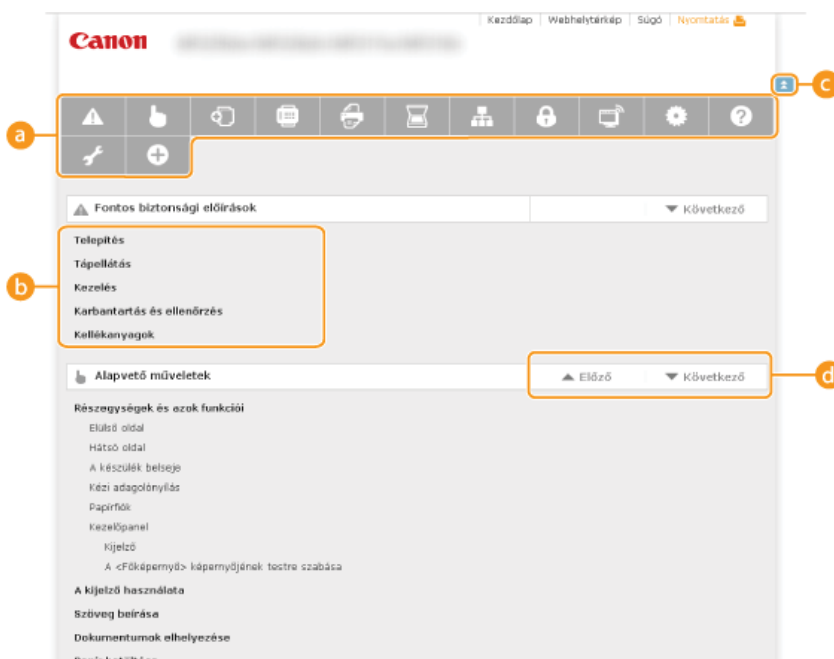 Kezdőlap | Webhelytérkép | Súgó | Nyomtatás
Canon
c
a
Fontos biztonsági előírások ▼ Következő
Telepítés
Tápellátás
b Kezelés
Karbantartás és ellenőrzés
Kellékanyagok
Alapvető műveletek ▲ Előző ▼ Következő d
Részegységek és azok funkciói
Elülső oldal
Hátsó oldal
A készülék belseje
Kézi adagolónyílás
Papírfiók
Kezelőpanel
Kijelző
A <Főképernyő> képernyőjének testre szabása
A kijelző használata
Szöveg beírása
Dokumentumok elhelyezése